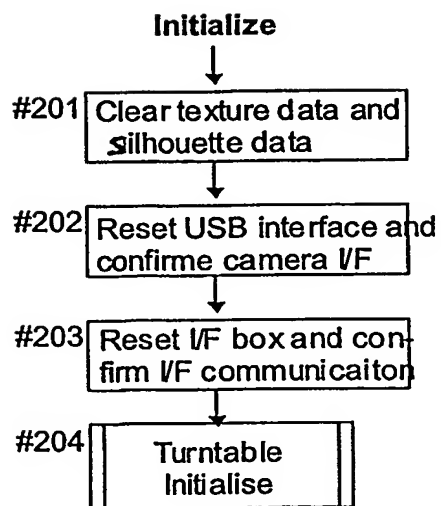 Initialize
#201 Clear texture data and
silhouette data
#202 Reset USB interface and
confirme camera I/F
#203 Reset I/F box and con-
firm I/F communicaiton
#204 Turntable
Initialise